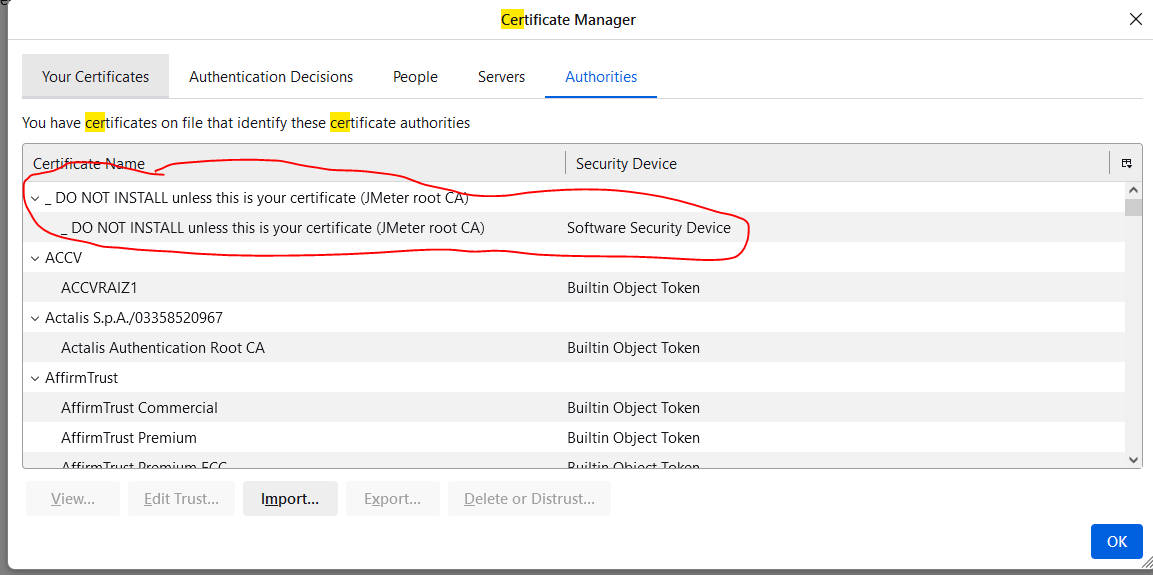 Certificate Manager
Your Certificates Authentication Decisions People Servers Authorities
You have certificates on file that identify these certificate authorities
Certificate Name Security Device
_ DO NOT INSTALL unless this is your certificate (JMeter root CA)
_ DO NOT INSTALL unless this is your certificate (JMeter root CA) Software Security Device
ACCV
ACCVRAIZ1 Builtin Object Token
Actalis S.p.A./03358520967
Actalis Authentication Root CA Builtin Object Token
AffirmTrust
AffirmTrust Commercial Builtin Object Token
AffirmTrust Premium Builtin Object Token
AffirmTrust Premium ECC Builtin Object Token
View... Edit Trust... Import... Export... Delete or Distrust...
OK